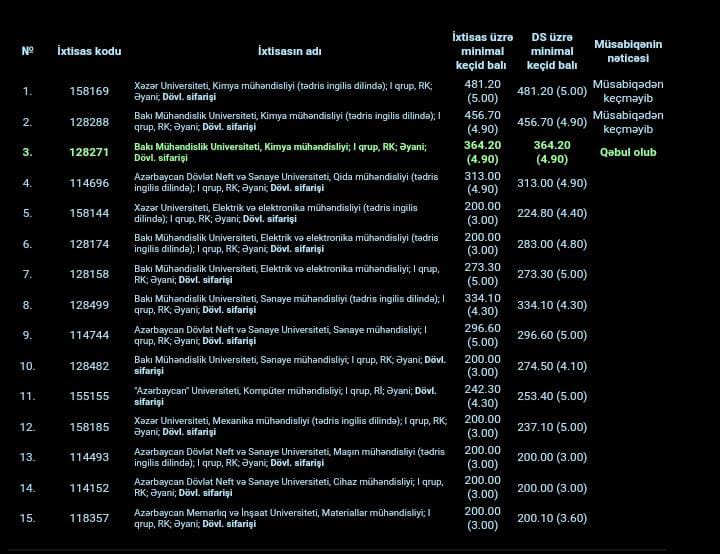 № İxtisas kodu İxtisasın adı İxtisas üzrə minimal keçid balı DS üzrə minimal keçid balı Müsabiqənin nəticəsi
1. 158169 Xəzər Universiteti, Kimya mühəndisliyi (tədris ingilis dilində); I qrup, RK; Əyani; Dövl. sifarişi 481.20 (5.00) 481.20 (5.00) Müsabiqədən keçməyib
2. 128288 Bakı Mühəndislik Universiteti, Kimya mühəndisliyi (tədris ingilis dilində); I qrup, RK; Əyani; Dövl. sifarişi 456.70 (4.90) 456.70 (4.90) Müsabiqədən keçməyib
3. 128271 Bakı Mühəndislik Universiteti, Kimya mühəndisliyi; I qrup, RK; Əyani; Dövl. sifarişi 364.20 (4.90) 364.20 (4.90) Qəbul olub
4. 114696 Azərbaycan Dövlət Neft və Sənaye Universiteti, Qida mühəndisliyi (tədris ingilis dilində); I qrup, RK; Əyani; Dövl. sifarişi 313.00 (4.90) 313.00 (4.90)
5. 158144 Xəzər Universiteti, Elektrik və elektronika mühəndisliyi (tədris ingilis dilində); I qrup, RK; Əyani; Dövl. sifarişi 200.00 (3.00) 224.80 (4.40)
6. 128174 Bakı Mühəndislik Universiteti, Elektrik və elektronika mühəndisliyi (tədris ingilis dilində); I qrup, RK; Əyani; Dövl. sifarişi 200.00 (3.00) 283.00 (4.80)
7. 128158 Bakı Mühəndislik Universiteti, Elektrik və elektronika mühəndisliyi; I qrup, RK; Əyani; Dövl. sifarişi 273.30 (5.00) 273.30 (5.00)
8. 128499 Bakı Mühəndislik Universiteti, Sənaye mühəndisliyi (tədris ingilis dilində); I qrup, RK; Əyani; Dövl. sifarişi 334.10 (4.30) 334.10 (4.30)
9. 114744 Azərbaycan Dövlət Neft və Sənaye Universiteti, Sənaye mühəndisliyi; I qrup, RK; Əyani; Dövl. sifarişi 296.60 (5.00) 296.60 (5.00)
10. 128482 Bakı Mühəndislik Universiteti, Sənaye mühəndisliyi; I qrup, RK; Əyani; Dövl. sifarişi 200.00 (3.00) 274.50 (4.10)
11. 155155 "Azərbaycan" Universiteti, Kompüter mühəndisliyi; I qrup, Rİ; Əyani; Dövl. sifarişi 242.30 (4.30) 253.40 (5.00)
12. 158185 Xəzər Universiteti, Mexanika mühəndisliyi (tədris ingilis dilində); I qrup, RK; Əyani; Dövl. sifarişi 200.00 (3.00) 237.10 (5.00)
13. 114493 Azərbaycan Dövlət Neft və Sənaye Universiteti, Maşın mühəndisliyi (tədris ingilis dilində); I qrup, RK; Əyani; Dövl. sifarişi 200.00 (3.00) 200.00 (3.00)
14. 114152 Azərbaycan Dövlət Neft və Sənaye Universiteti, Cihaz mühəndisliyi; I qrup, RK; Əyani; Dövl. sifarişi 200.00 (3.00) 200.00 (3.00)
15. 118357 Azərbaycan Memarlıq və İnşaat Universiteti, Materiallar mühəndisliyi; I qrup, RK; Əyani; Dövl. sifarişi 200.00 (3.00) 200.10 (3.60)